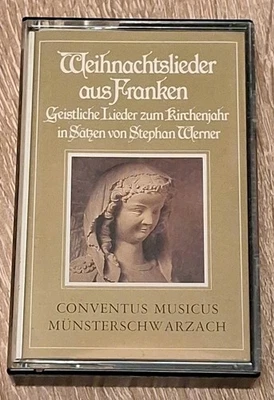 Weihnachtslieder
aus Franken
Geistliche Lieder zum Kirchenjahr
in Sätzen von Stephan Werner
CONVENTUS MUSICUS
MÜNSTERSCHWARZACH